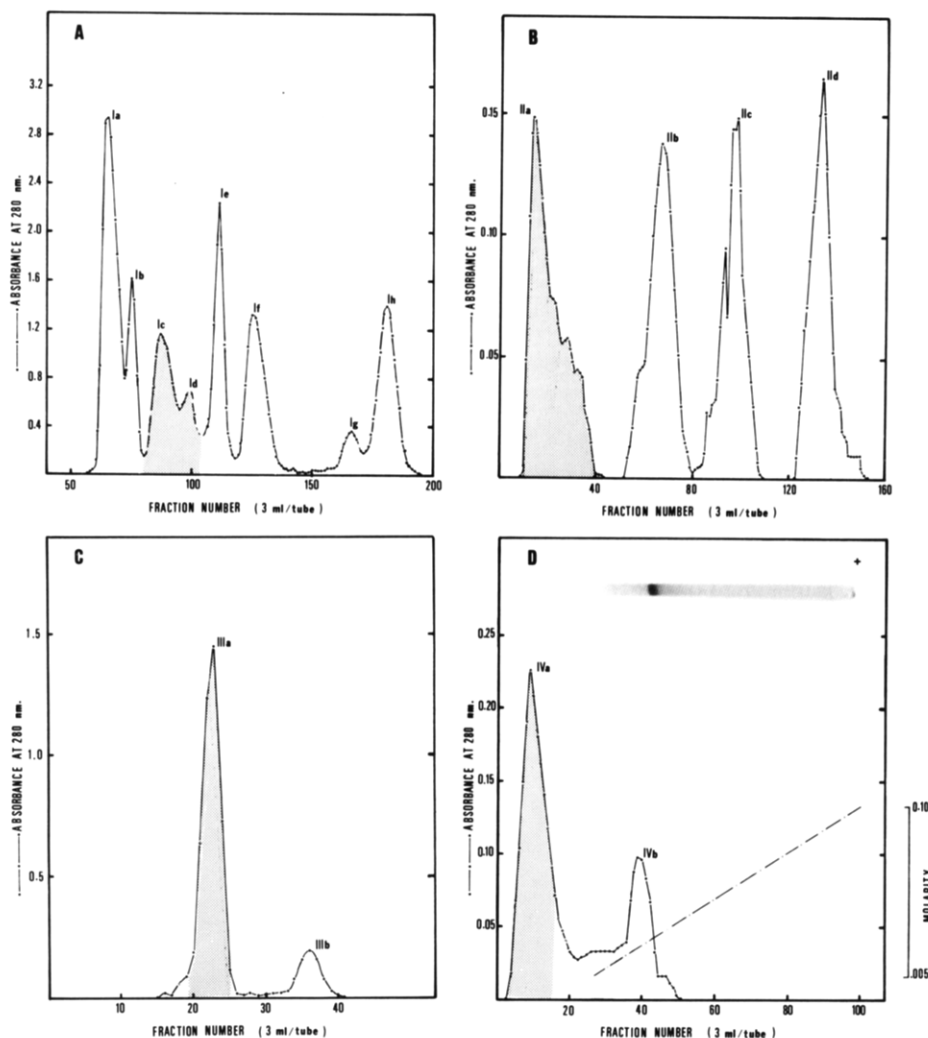 A
3.2
2.8
2.4
2.0
1.6
1.2
0.8
0.4
Ia
Ib
Ic
Id
Ie
If
Ig
Ih
50
100
150
200
ABSORBANCE AT 280 nm.
FRACTION NUMBER (3 ml/tube)
B
0.15
0.10
0.05
IIa
IIb
IIc
IId
40
80
120
160
ABSORBANCE AT 280 nm.
FRACTION NUMBER (3 ml/tube)
C
1.5
1.0
0.5
IIIa
IIIb
10
20
30
40
ABSORBANCE AT 280 nm.
FRACTION NUMBER (3 ml/tube)
D
+
0.25
0.20
0.15
0.10
0.05
IVa
IVb
20
40
60
80
100
ABSORBANCE AT 280 nm.
FRACTION NUMBER (3 ml/tube)
0.10
MOLARITY
.005